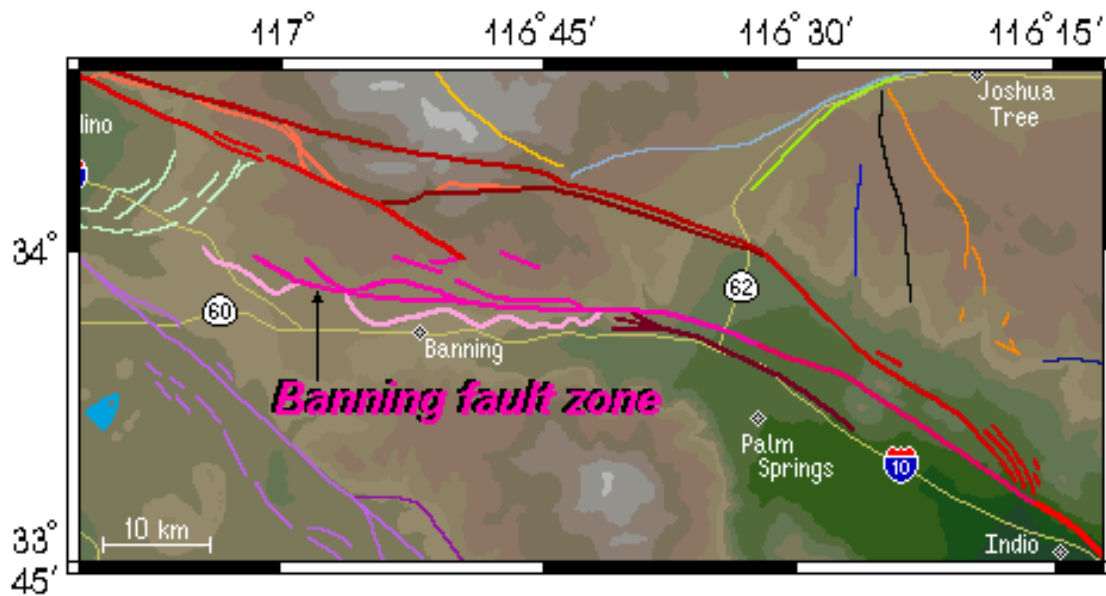 117° 116°45′ 116°30′ 116°15′
Joshua
Tree
lino
34°
62
60
Banning
Banning fault zone
Palm
Springs
10
10 km
33°
45′
Indio